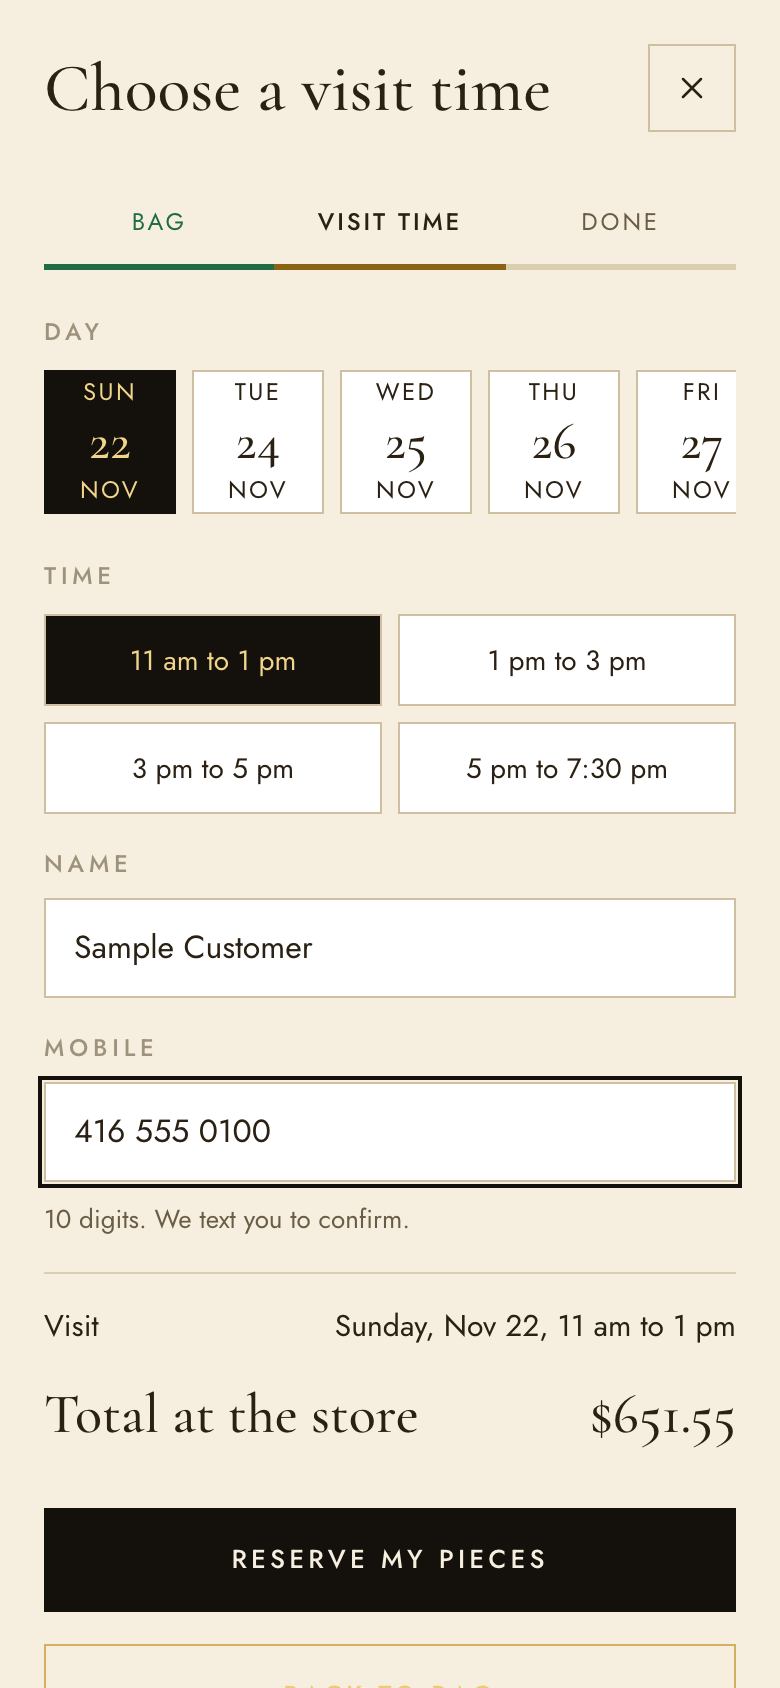 Choose a visit time
BAG VISIT TIME DONE
DAY
SUN TUE WED THU FRI
22 24 25 26 27
NOV NOV NOV NOV NOV
TIME
11 am to 1 pm 1 pm to 3 pm
3 pm to 5 pm 5 pm to 7:30 pm
NAME
Sample Customer
MOBILE
416 555 0100
10 digits. We text you to confirm.
Visit Sunday, Nov 22, 11 am to 1 pm
Total at the store $651.55
RESERVE MY PIECES